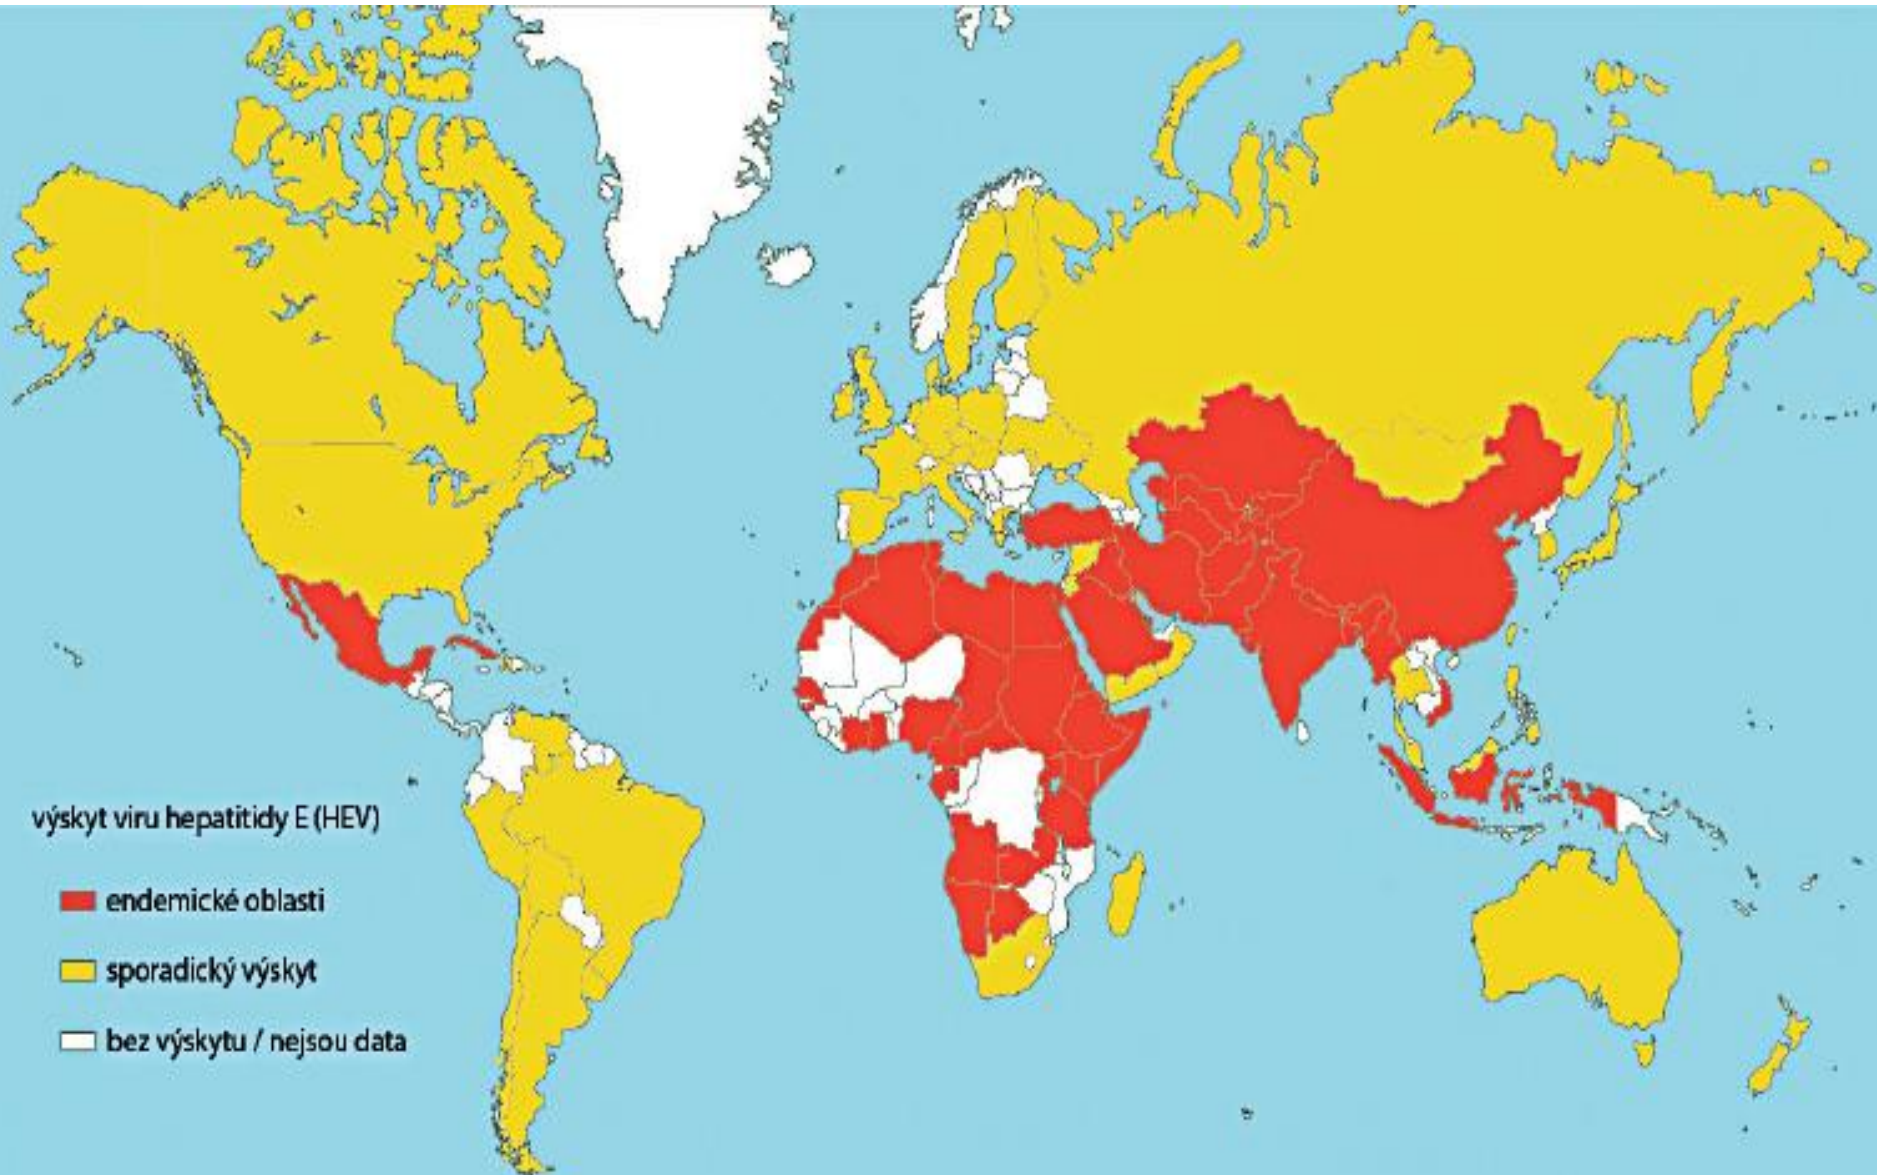 výskyt viru hepatitidy E (HEV)
endemické oblasti
sporadický výskyt
bez výskytu / nejsou data